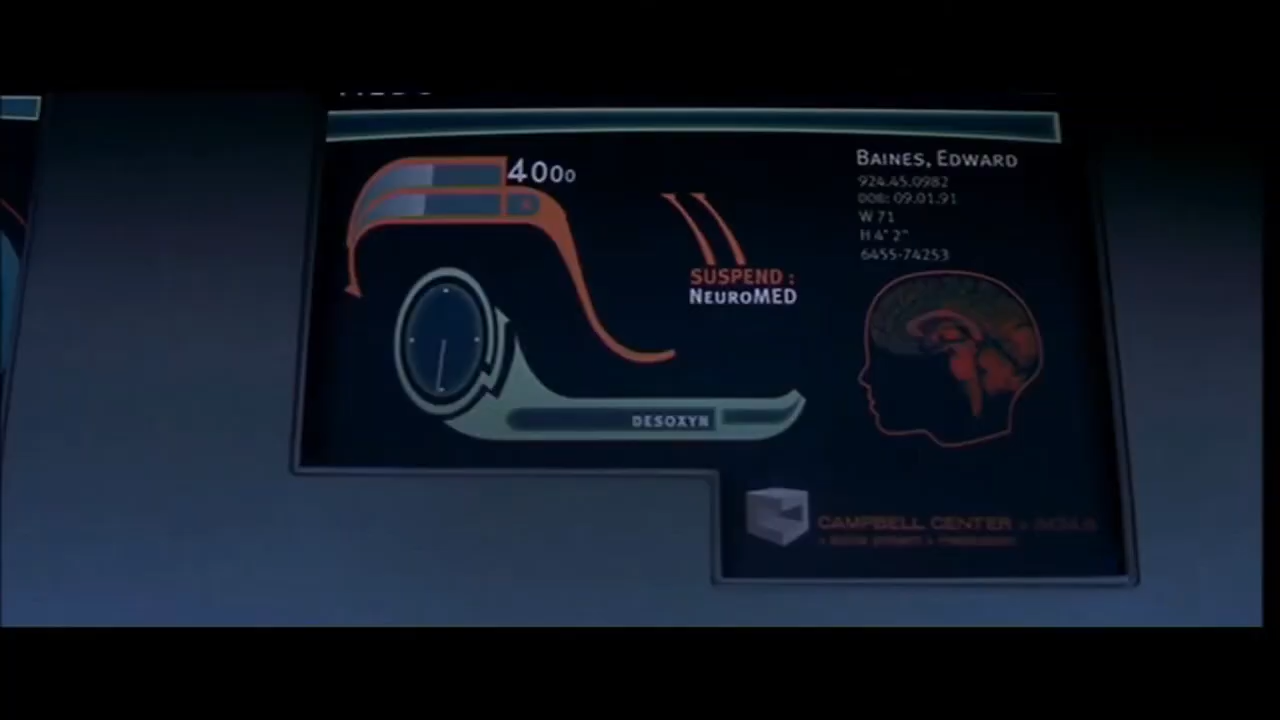 4000
BAINES, EDWARD
924.45.0982
DOB: 09.01.91
W 71
H 4' 2"
6455-74253
SUSPEND :
NEUROMED
DESOXYN
CAMPBELL CENTER